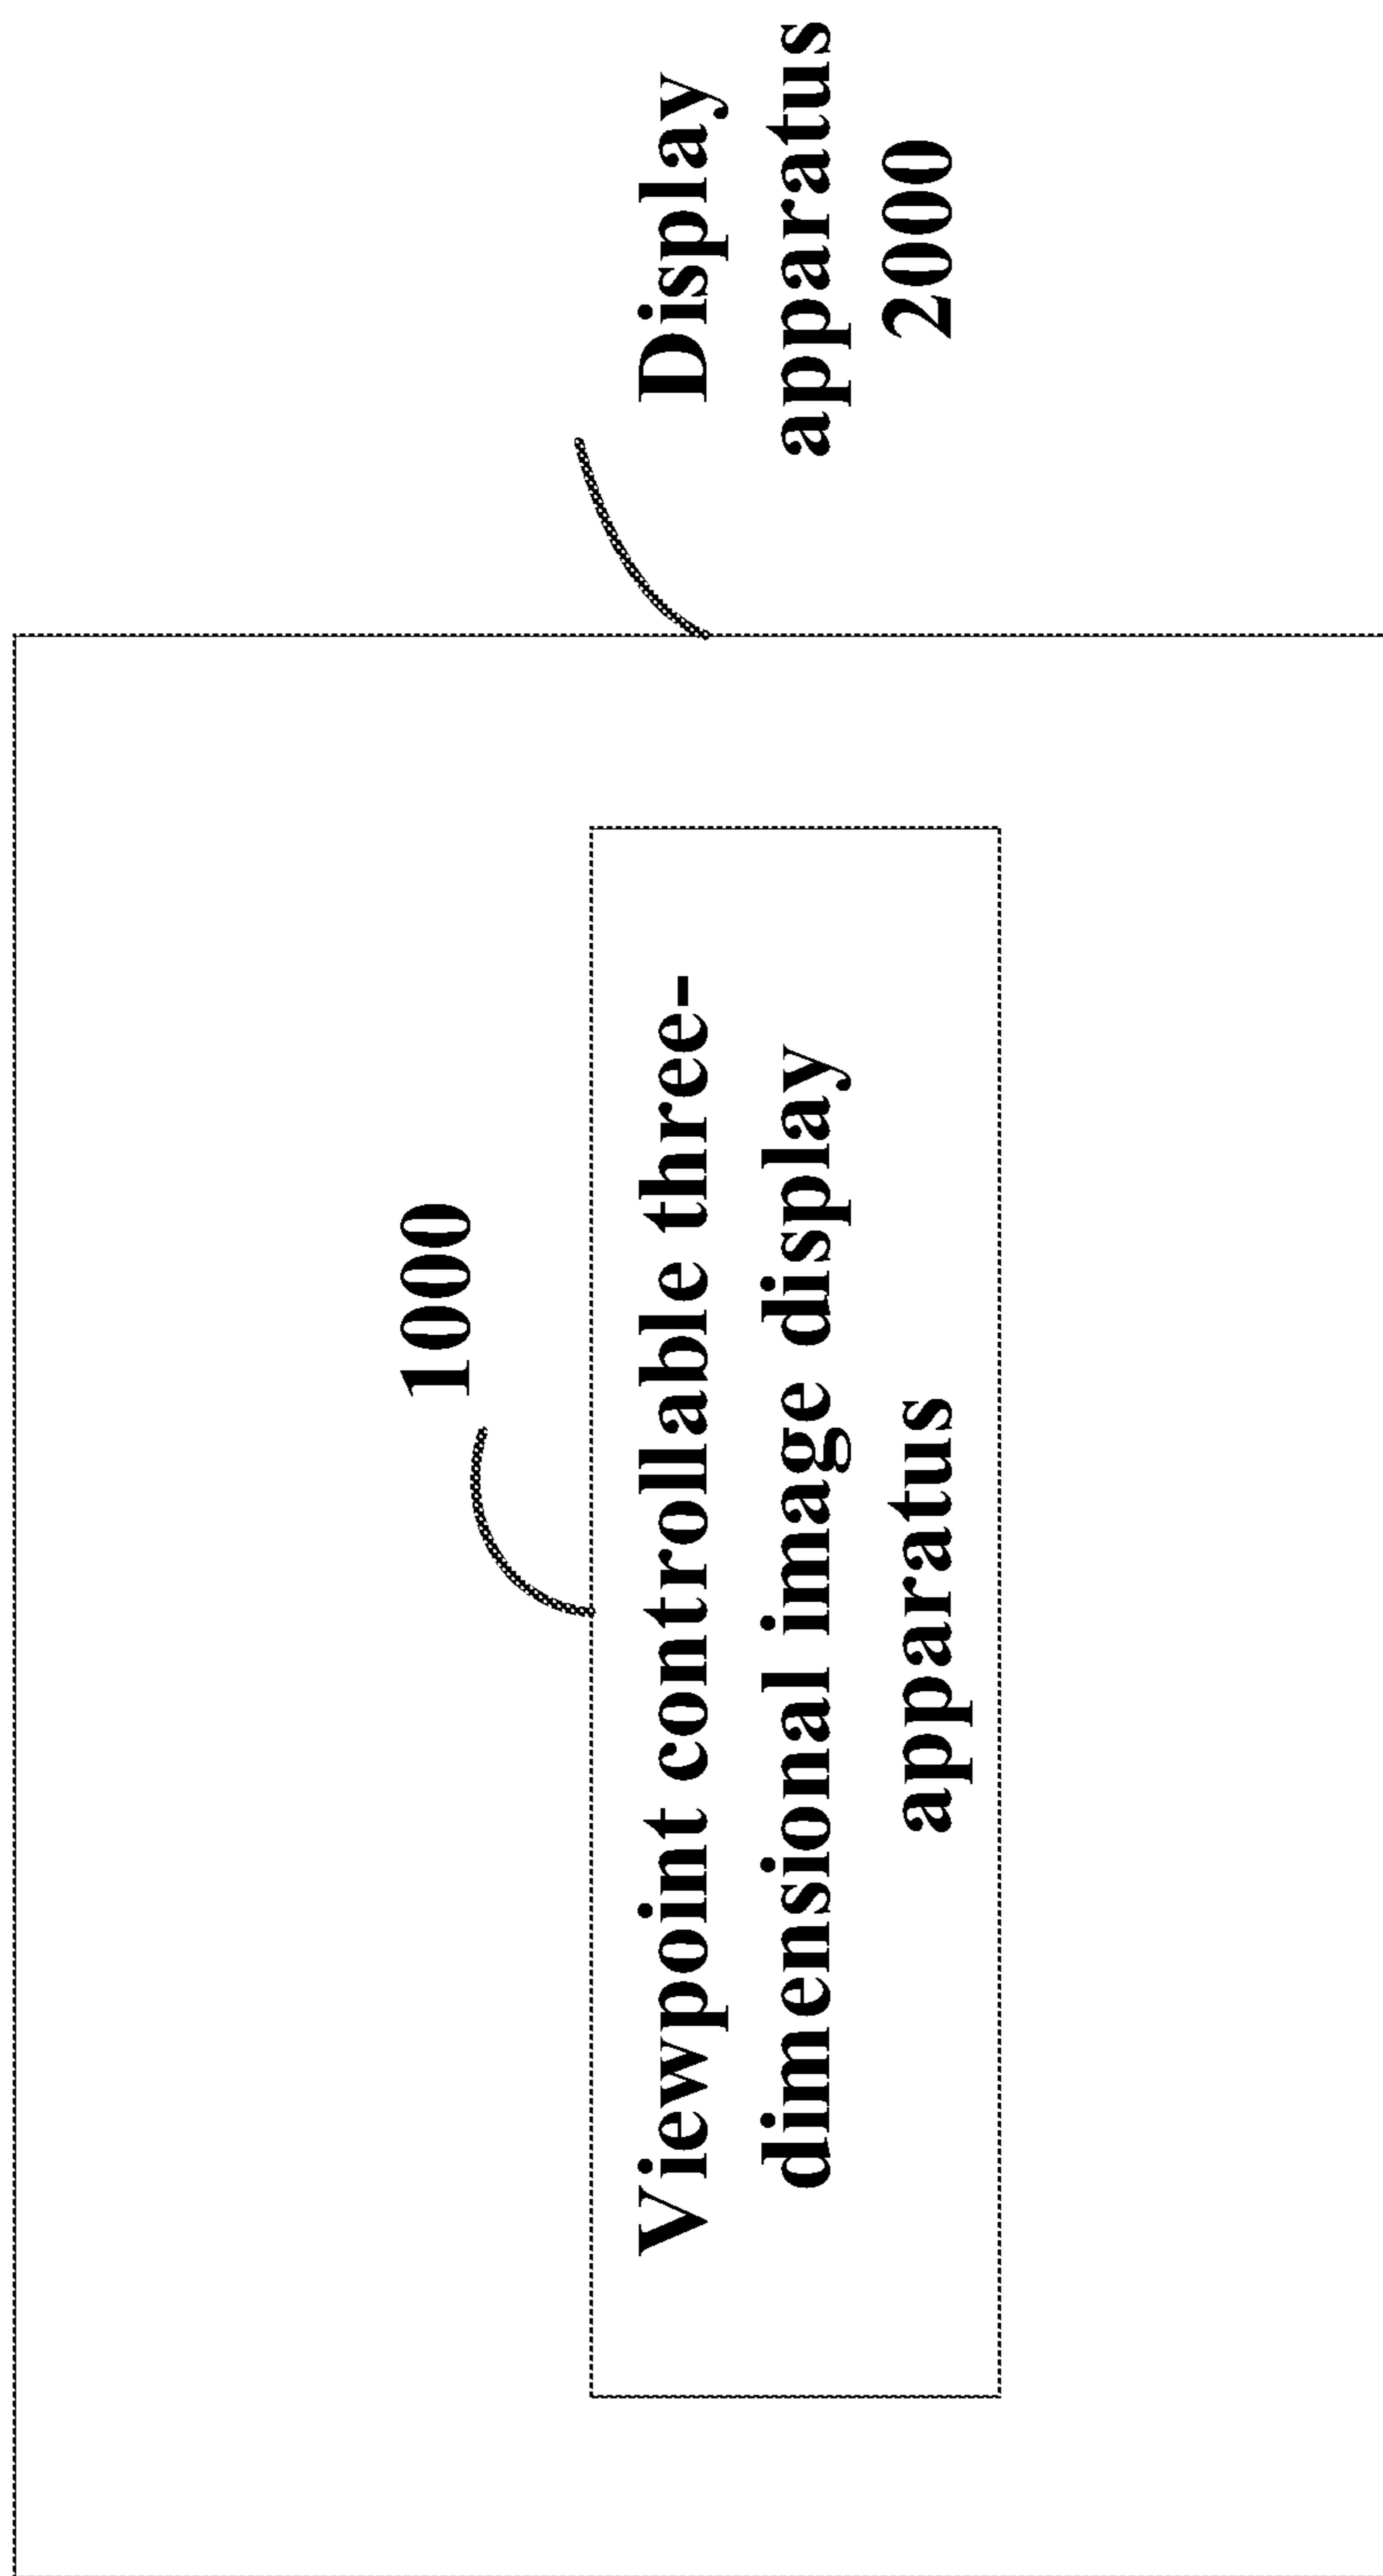 1000
Viewpoint controllable three-
dimensional image display
apparatus
Display
apparatus
2000